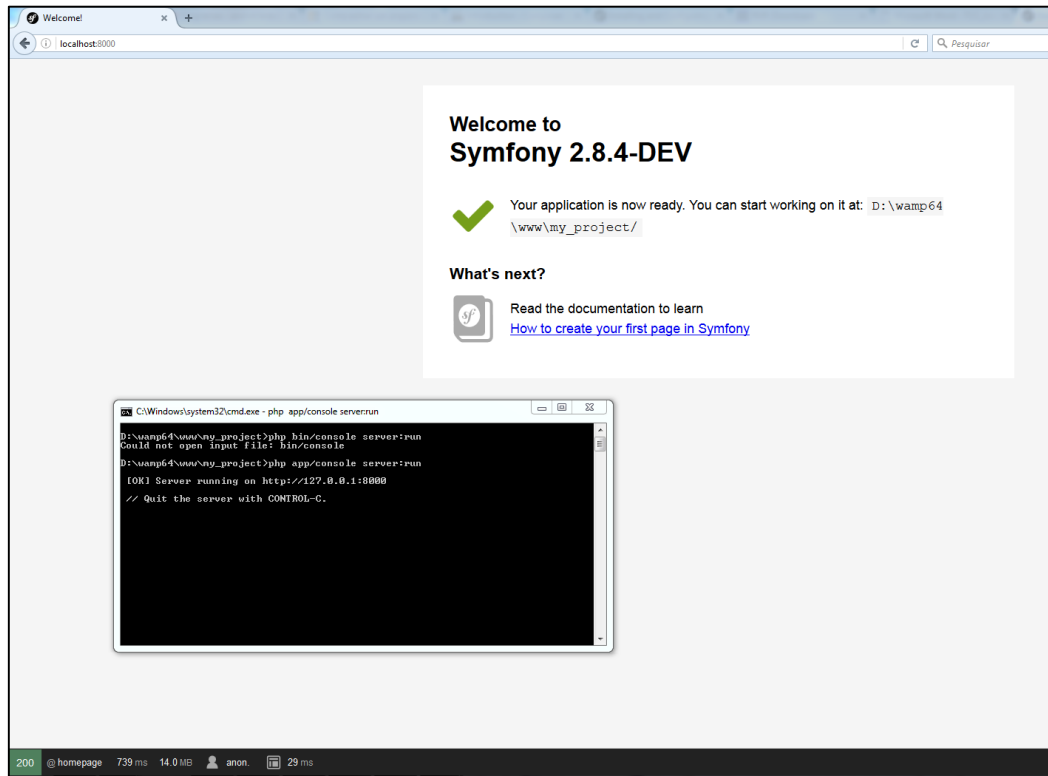 Welcome!
localhost:8000
Pesquisar
Welcome to
Symfony 2.8.4-DEV
Your application is now ready. You can start working on it at: D:\wamp64
\www\my_project/
What's next?
Read the documentation to learn
How to create your first page in Symfony
C:\Windows\system32\cmd.exe - php app/console server:run
D:\wamp64\www\my_project>php bin/console server:run
Could not open input file: bin/console
D:\wamp64\www\my_project>php app/console server:run
[OK] Server running on http://127.0.0.1:8000
// Quit the server with CONTROL-C.
200 @ homepage 739 ms 14.0 MB anon. 29 ms